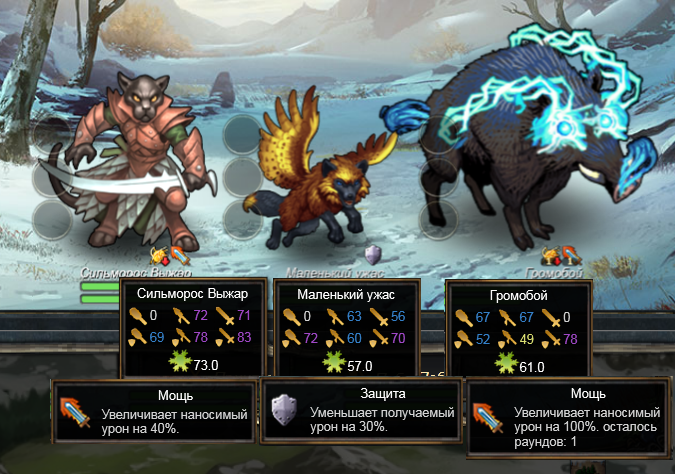 Сильморос Выжар
Маленький ужас
Громобой
Сильморос Выжар
0 72 71
69 78 83
73.0
Маленький ужас
0 63 56
72 60 70
57.0
Громобой
67 67 0
52 49 78
61.0
Мощь
Увеличивает наносимый
урон на 40%.
Защита
Уменьшает получаемый
урон на 30%.
Мощь
Увеличивает наносимый
урон на 100%. осталось
раундов: 1